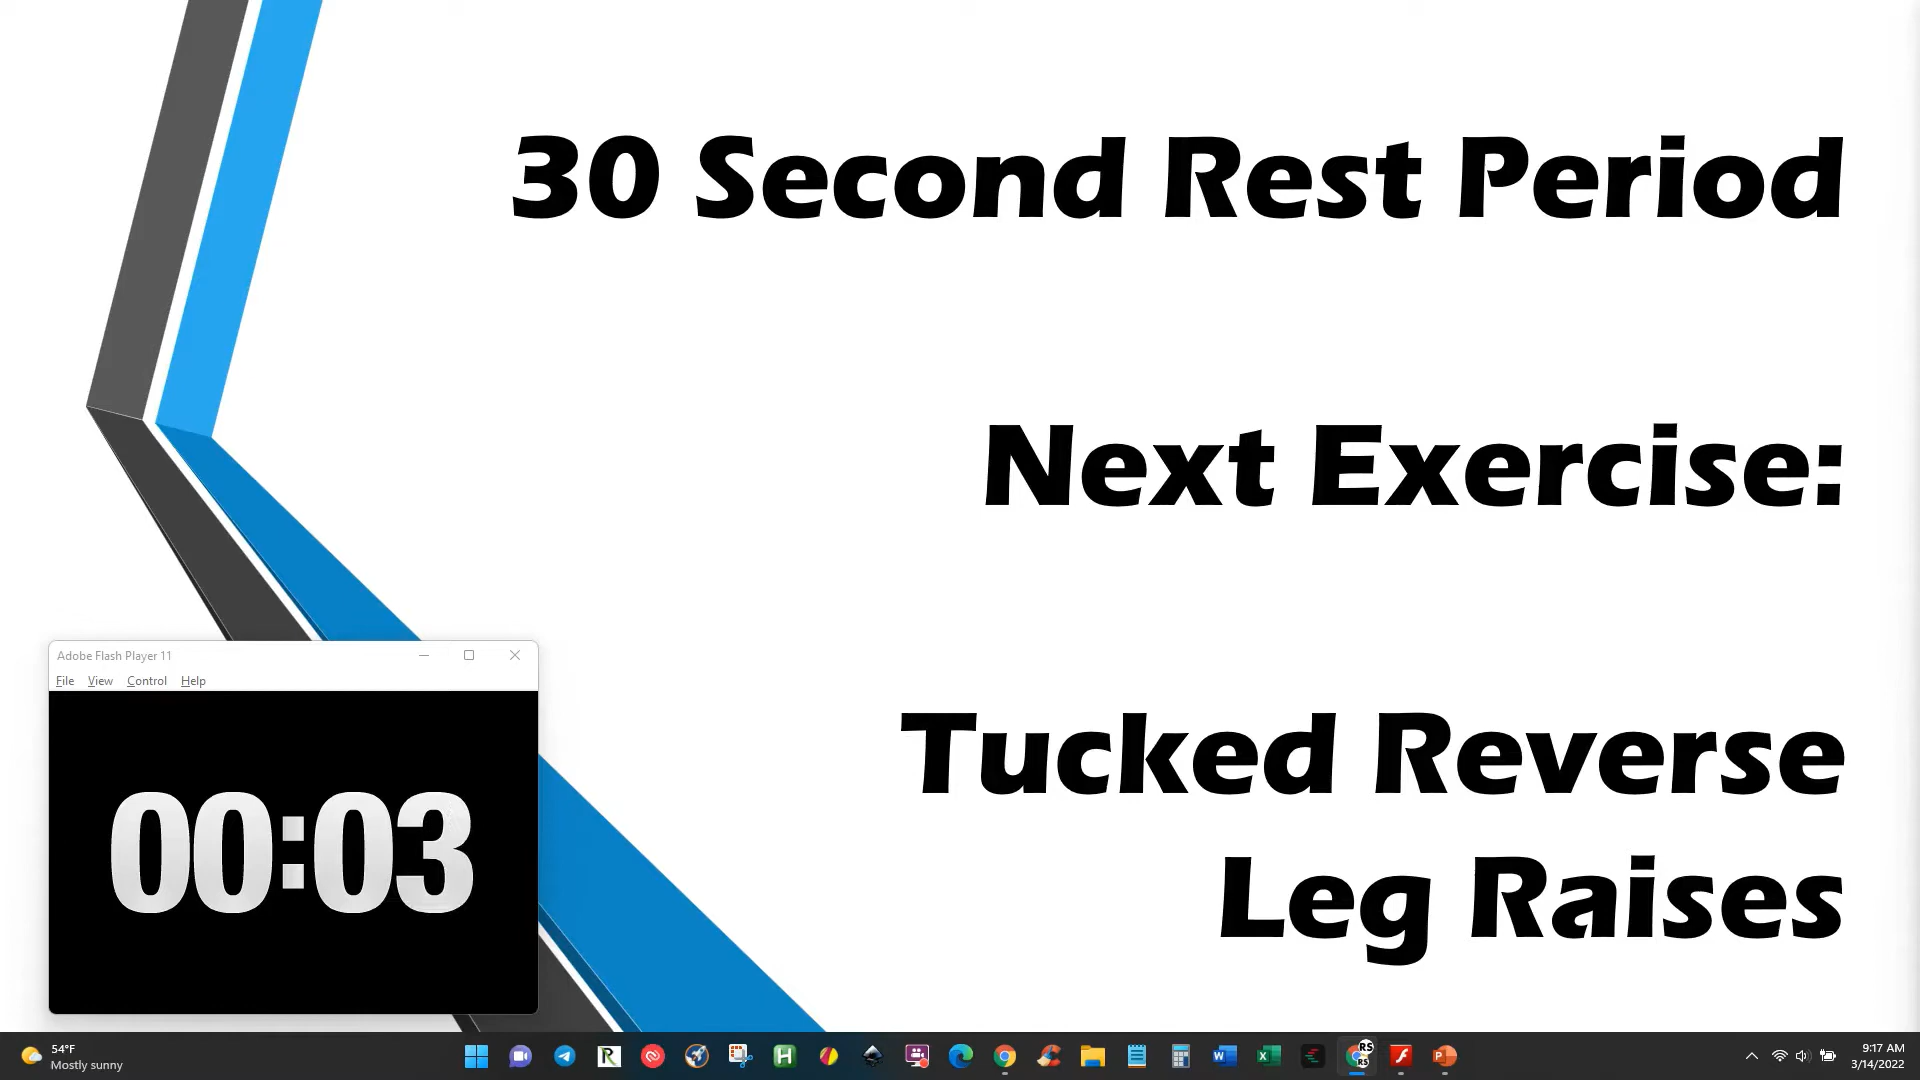 30 Second Rest Period
Next Exercise:
Tucked Reverse
Leg Raises
Adobe Flash Player 11
File View Control Help
00:03
54°F
Mostly sunny
9:17 AM
3/14/2022